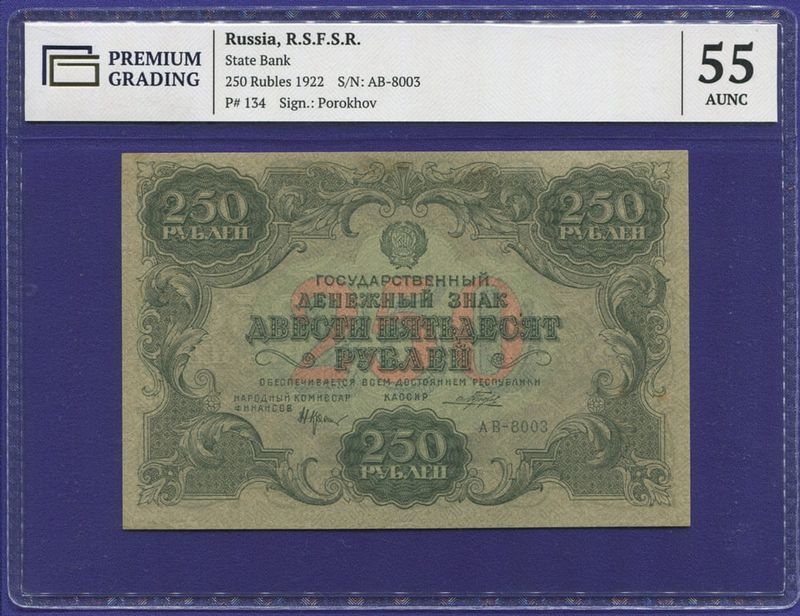 PREMIUM
GRADING
Russia, R.S.F.S.R.
State Bank
250 Rubles 1922 S/N: AB-8003
P# 134 Sign.: Porokhov
55
AUNC
250
РУБЛЕЙ
250
РУБЛЕЙ
ГОСУДАРСТВЕННЫЙ
ДЕНЕЖНЫЙ ЗНАК
250
ДВЕСТИ ПЯТЬДЕСЯТ
РУБЛЕЙ
ОБЕСПЕЧИВАЕТСЯ ВСЕМ ДОСТОЯНИЕМ РЕСПУБЛИКИ
НАРОДНЫЙ КОМИССАР
ФИНАНСОВ
КАССИР
АВ-8003
250
РУБЛЕЙ